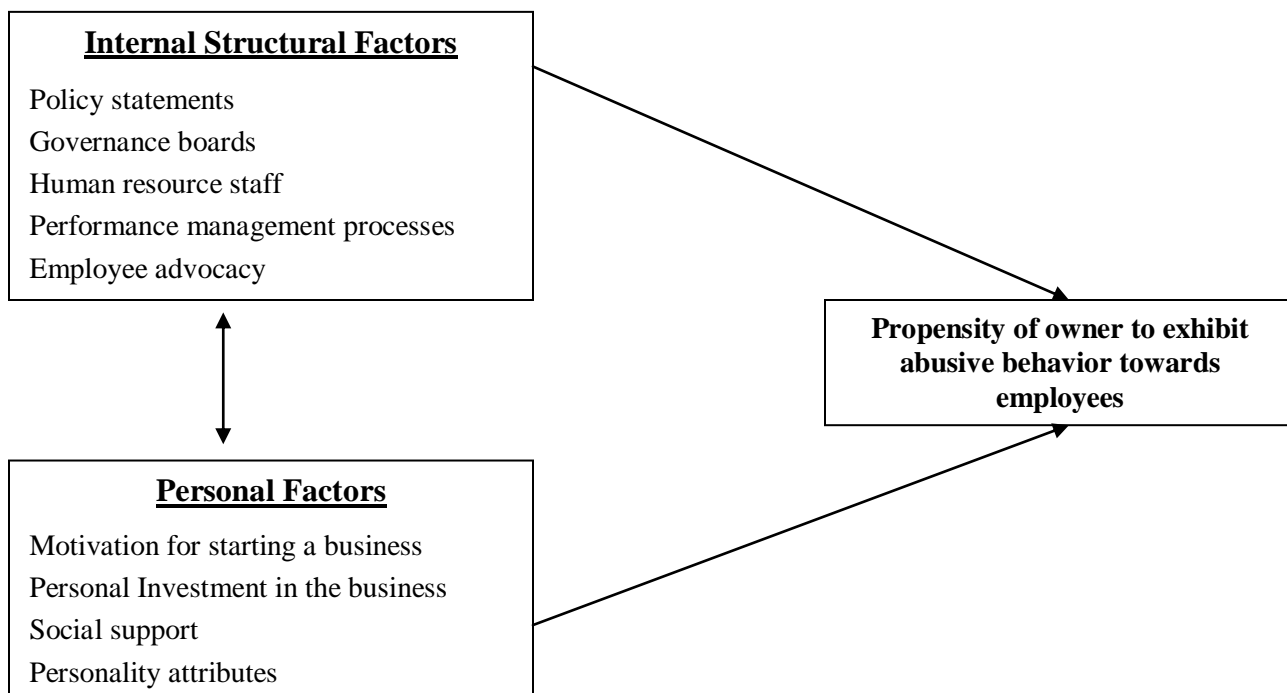 Internal Structural Factors
Policy statements
Governance boards
Human resource staff
Performance management processes
Employee advocacy
Propensity of owner to exhibit
abusive behavior towards
employees
Personal Factors
Motivation for starting a business
Personal Investment in the business
Social support
Personality attributes